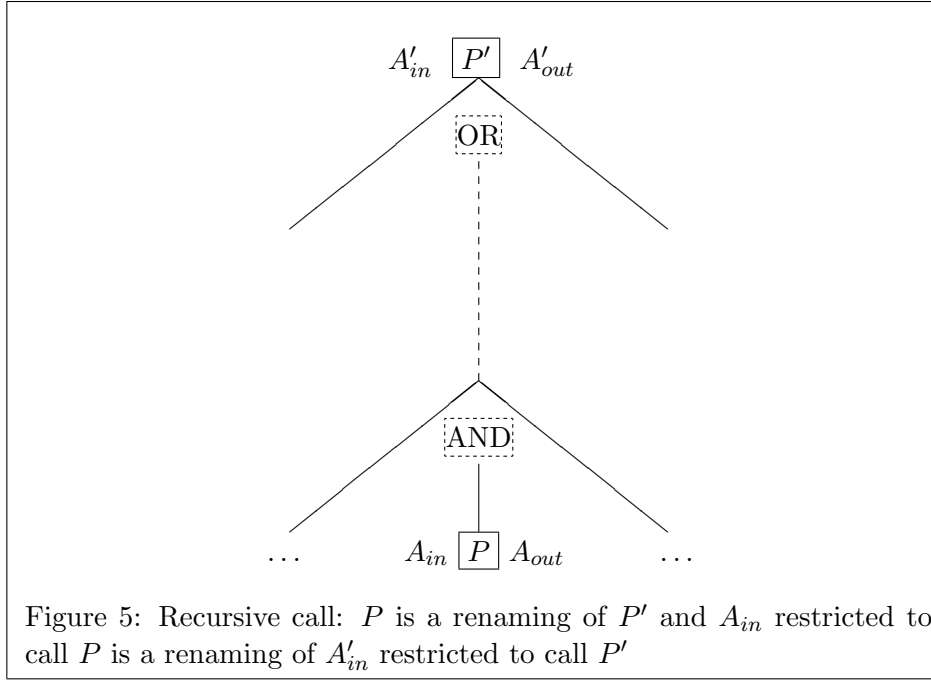 A'in P' A'out
OR
AND
... Ain P Aout ...
Figure 5: Recursive call: P is a renaming of P' and Ain restricted to
call P is a renaming of A'in restricted to call P'